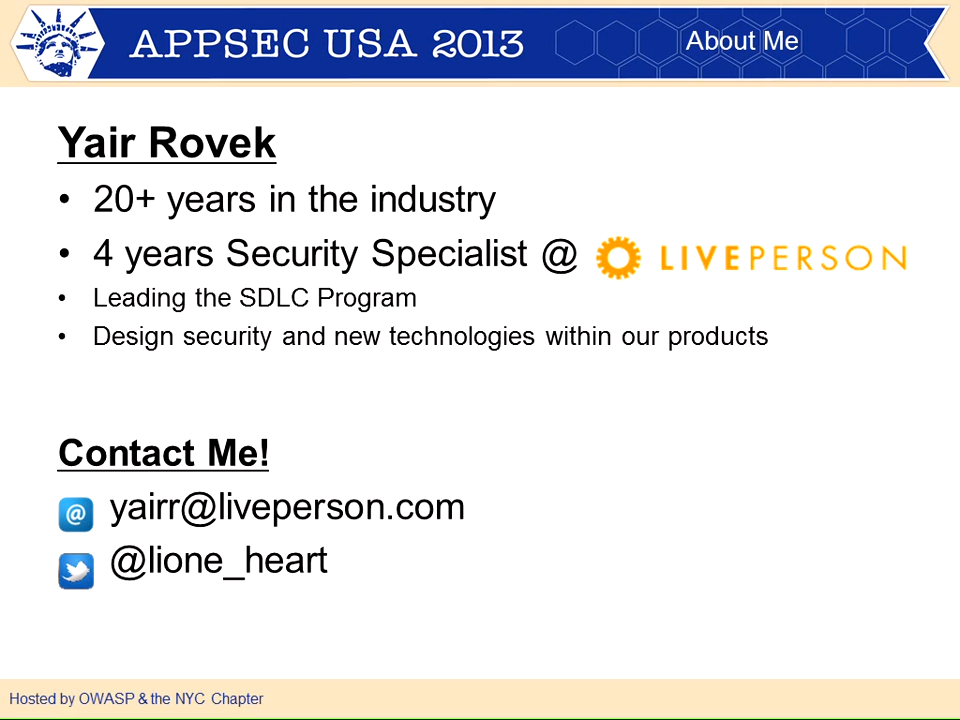 APPSEC USA 2013
About Me
Yair Rovek
• 20+ years in the industry
• 4 years Security Specialist @ LIVEPERSON
• Leading the SDLC Program
• Design security and new technologies within our products
Contact Me!
@ yairr@liveperson.com
@lione_heart
Hosted by OWASP & the NYC Chapter